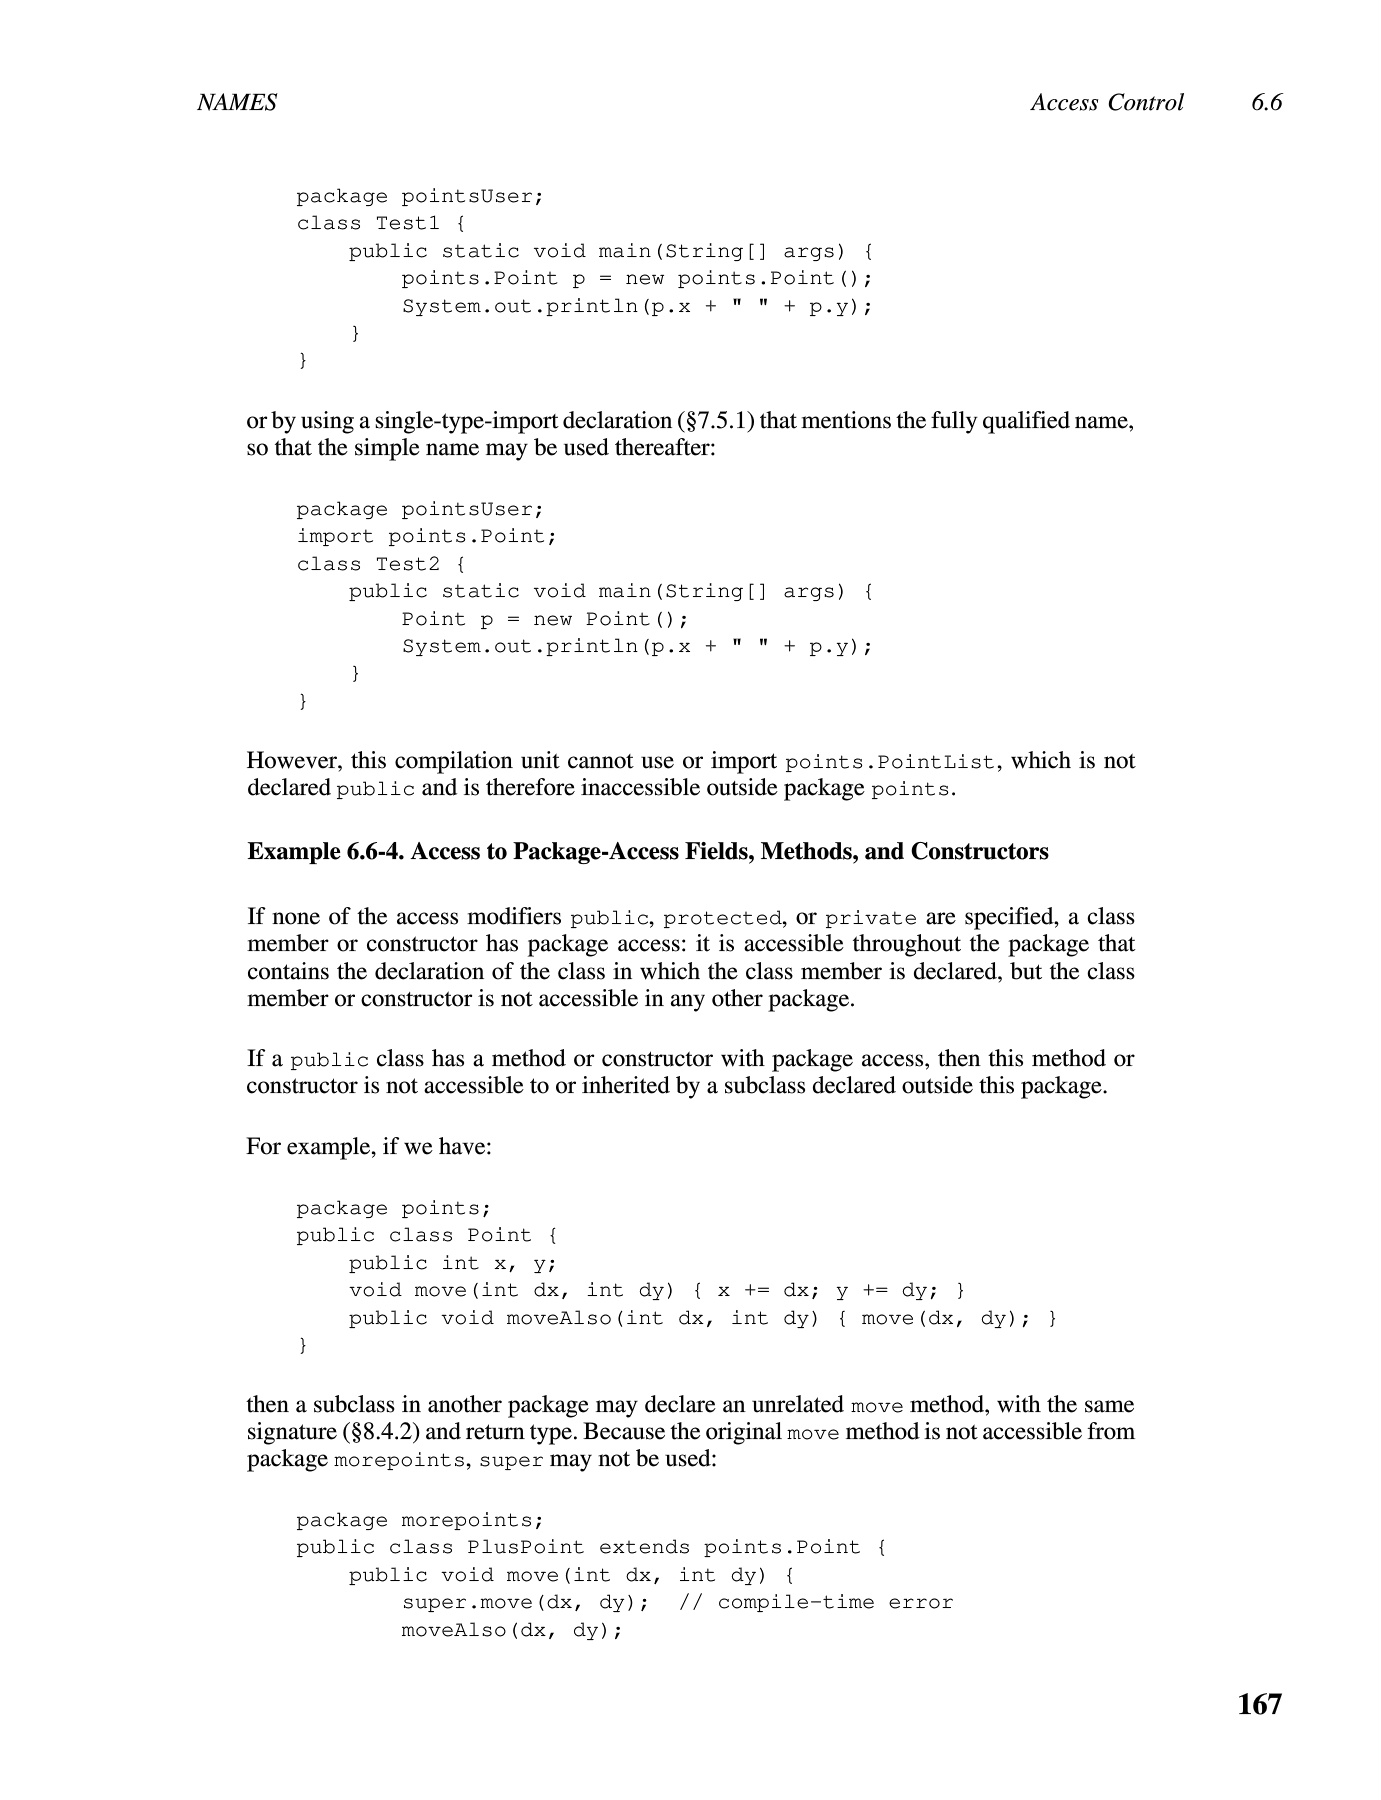 NAMES Access Control 6.6
package pointsUser;
class Test1 {
    public static void main(String[] args) {
        points.Point p = new points.Point();
        System.out.println(p.x + " " + p.y);
    }
}
or by using a single-type-import declaration (§7.5.1) that mentions the fully qualified name,
so that the simple name may be used thereafter:
package pointsUser;
import points.Point;
class Test2 {
    public static void main(String[] args) {
        Point p = new Point();
        System.out.println(p.x + " " + p.y);
    }
}
However, this compilation unit cannot use or import points.PointList, which is not
declared public and is therefore inaccessible outside package points.
Example 6.6-4. Access to Package-Access Fields, Methods, and Constructors
If none of the access modifiers public, protected, or private are specified, a class
member or constructor has package access: it is accessible throughout the package that
contains the declaration of the class in which the class member is declared, but the class
member or constructor is not accessible in any other package.
If a public class has a method or constructor with package access, then this method or
constructor is not accessible to or inherited by a subclass declared outside this package.
For example, if we have:
package points;
public class Point {
    public int x, y;
    void move(int dx, int dy) { x += dx; y += dy; }
    public void moveAlso(int dx, int dy) { move(dx, dy); }
}
then a subclass in another package may declare an unrelated move method, with the same
signature (§8.4.2) and return type. Because the original move method is not accessible from
package morepoints, super may not be used:
package morepoints;
public class PlusPoint extends points.Point {
    public void move(int dx, int dy) {
        super.move(dx, dy);  // compile-time error
        moveAlso(dx, dy);
167